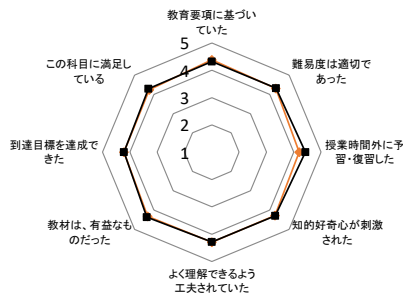 教育要項に基づい
ていた
難易度は適切で
あった
授業時間外に予
習・復習した
知的好奇心が刺激
された
よく理解できるよう
工夫されていた
教材は、有益なも
のだった
到達目標を達成で
きた
この科目に満足し
ている
5
4
3
2
1